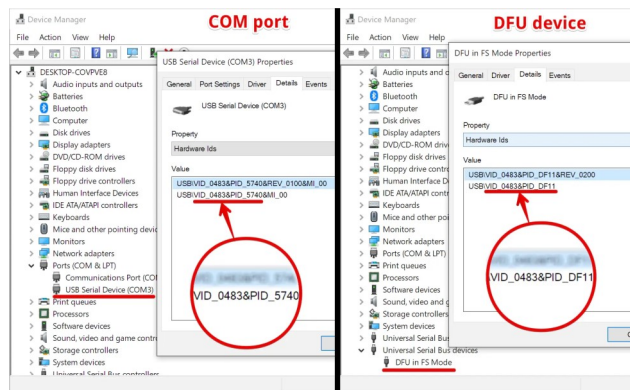 COM port
Device Manager
File Action View Help
DESKTOP-COVPVE8
Audio inputs and outputs
Batteries
Bluetooth
Computer
Disk drives
Display adapters
DVD/CD-ROM drives
Floppy disk drives
Floppy drive controllers
Human Interface Devices
IDE ATA/ATAPI controllers
Keyboards
Mice and other pointing devic
Monitors
Network adapters
Ports (COM & LPT)
Communications Port (CO
USB Serial Device (COM3)
Print queues
Processors
Software devices
Sound, video and game contr
Storage controllers
System devices
Universal Serial Bus controllers
USB Serial Device (COM3) Properties
General Port Settings Driver Details Events
USB Serial Device (COM3)
Property
Hardware Ids
Value
USB\VID_0483&PID_5740&REV_0100&MI_00
USB\VID_0483&PID_5740&MI_00
VID_0483&PID_5740
DFU device
Device Manager
File Action View Help
Audio inputs and o
Batteries
Bluetooth
Computer
Disk drives
Display adapters
DVD/CD-ROM drives
Floppy disk drives
Floppy drive contro
Human Interface D
IDE ATA/ATAPI contr
Keyboards
Mice and other poi
Monitors
Network adapters
Ports (COM & LPT)
Print queues
Processors
Software devices
Sound, video and g
Storage controllers
System devices
Universal Serial Bus
Universal Serial Bus devices
DFU in FS Mode
DFU in FS Mode Properties
General Driver Details Events
DFU in FS Mode
Property
Hardware Ids
Value
USB\VID_0483&PID_DF11&REV_0200
USB\VID_0483&PID_DF11
VID_0483&PID_DF11